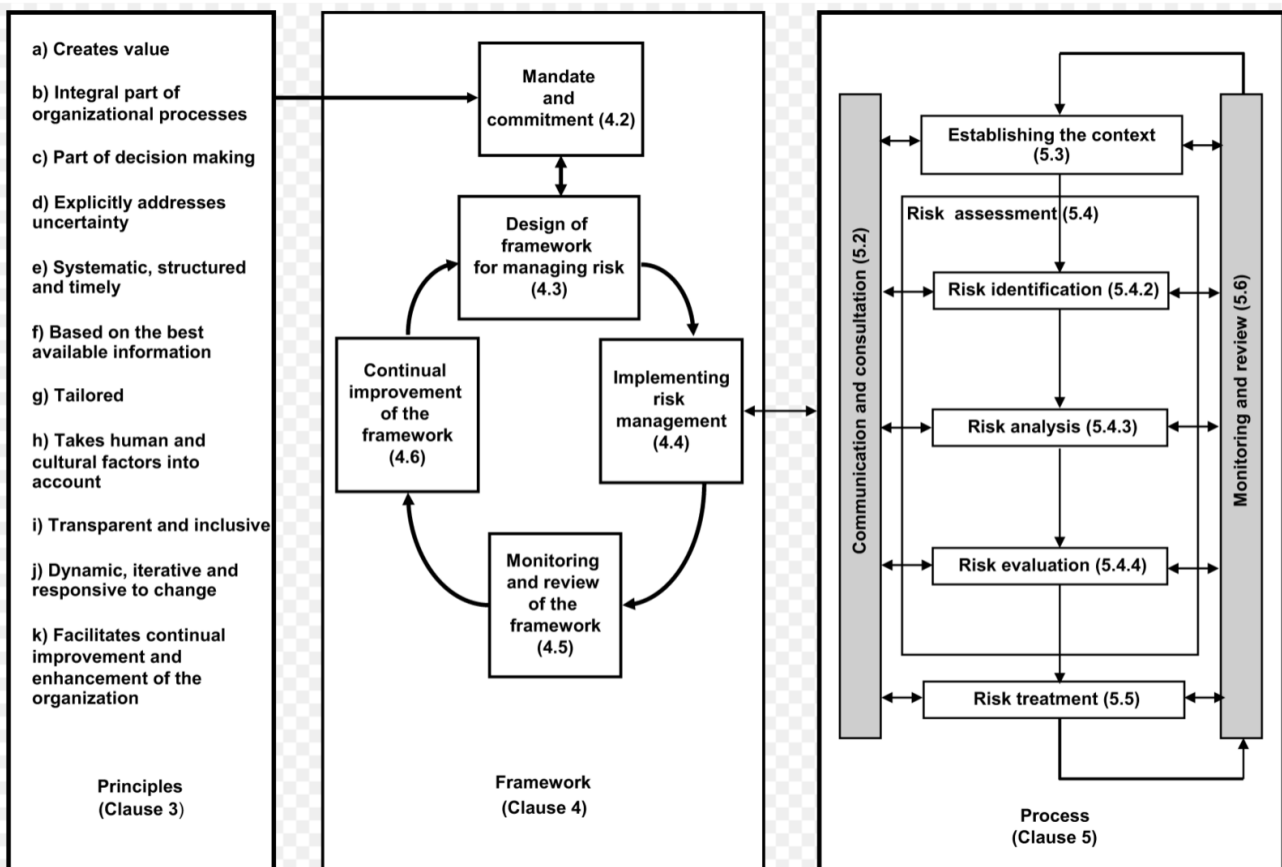 a) Creates value
b) Integral part of
organizational processes
c) Part of decision making
d) Explicitly addresses
uncertainty
e) Systematic, structured
and timely
f) Based on the best
available information
g) Tailored
h) Takes human and
cultural factors into
account
i) Transparent and inclusive
j) Dynamic, iterative and
responsive to change
k) Facilitates continual
improvement and
enhancement of the
organization
Principles
(Clause 3)
Mandate
and
commitment (4.2)
Design of
framework
for managing risk
(4.3)
Implementing
risk
management
(4.4)
Monitoring
and review
of the
framework
(4.5)
Continual
improvement
of the
framework
(4.6)
Framework
(Clause 4)
Communication and consultation (5.2)
Establishing the context
(5.3)
Risk assessment (5.4)
Risk identification (5.4.2)
Risk analysis (5.4.3)
Risk evaluation (5.4.4)
Risk treatment (5.5)
Monitoring and review (5.6)
Process
(Clause 5)